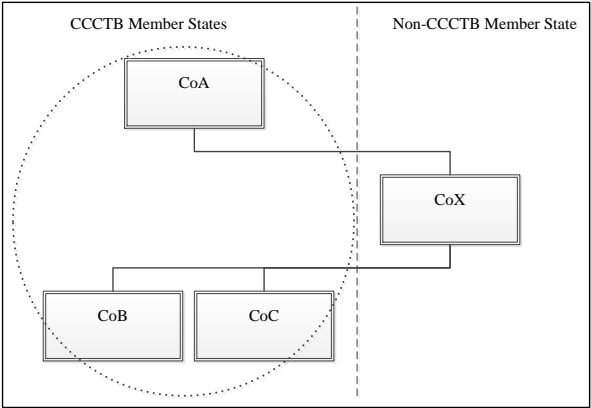 CCCTB Member States
Non-CCCTB Member State
CoA
CoX
CoB
CoC